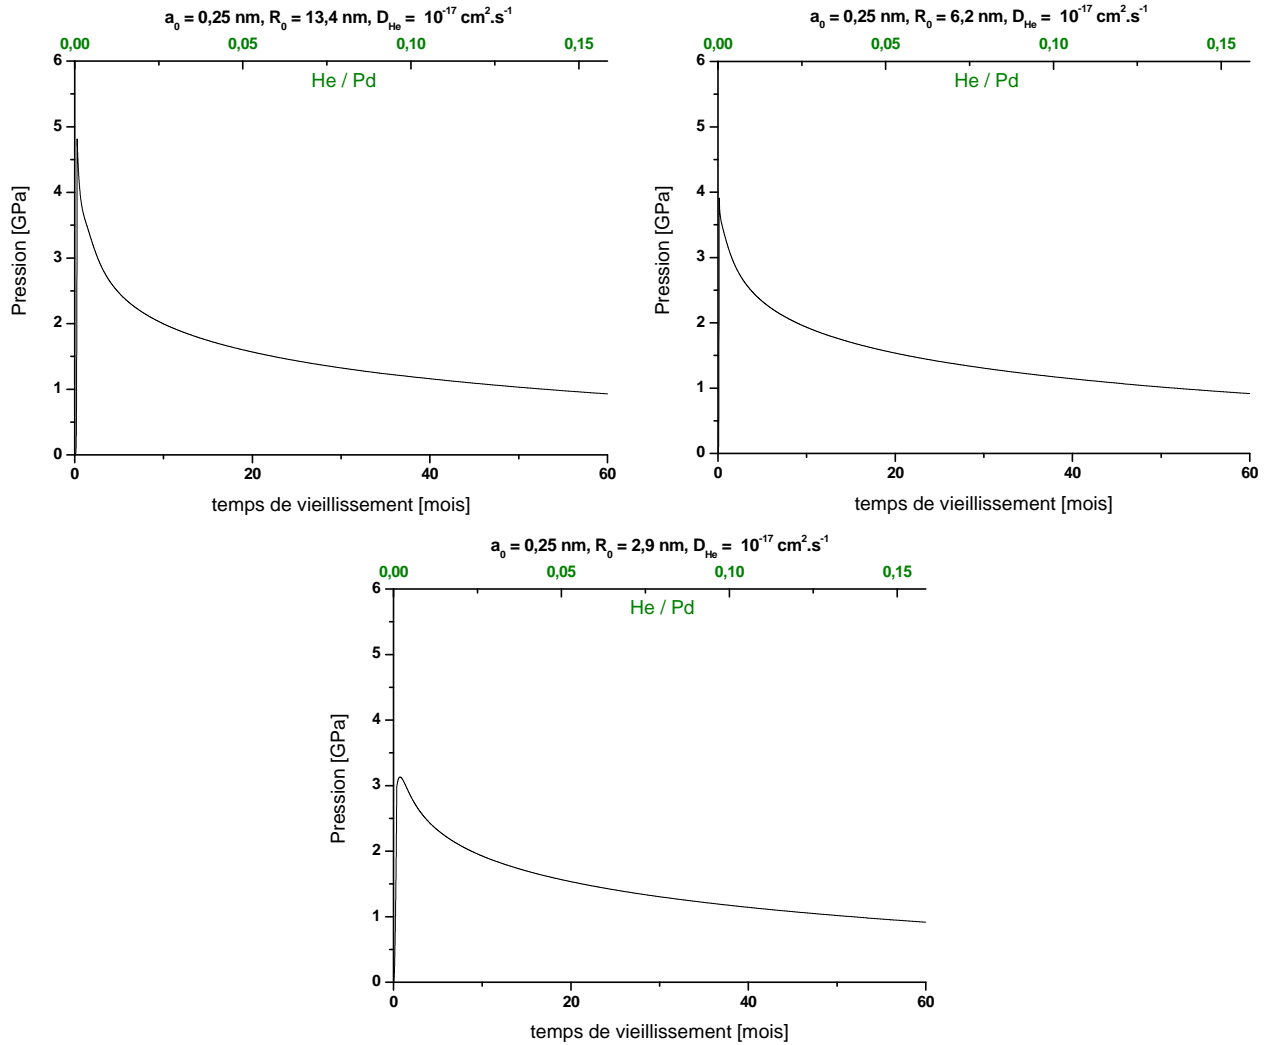 a₀ = 0,25 nm, R₀ = 13,4 nm, D_He = 10⁻¹⁷ cm².s⁻¹
0,00 0,05 0,10 0,15
He / Pd
6
5
4
3
2
1
0
Pression [GPa]
0 20 40 60
temps de vieillissement [mois]
a₀ = 0,25 nm, R₀ = 6,2 nm, D_He = 10⁻¹⁷ cm².s⁻¹
0,00 0,05 0,10 0,15
He / Pd
6
5
4
3
2
1
0
Pression [GPa]
0 20 40 60
temps de vieillissement [mois]
a₀ = 0,25 nm, R₀ = 2,9 nm, D_He = 10⁻¹⁷ cm².s⁻¹
0,00 0,05 0,10 0,15
He / Pd
6
5
4
3
2
1
0
Pression [GPa]
0 20 40 60
temps de vieillissement [mois]